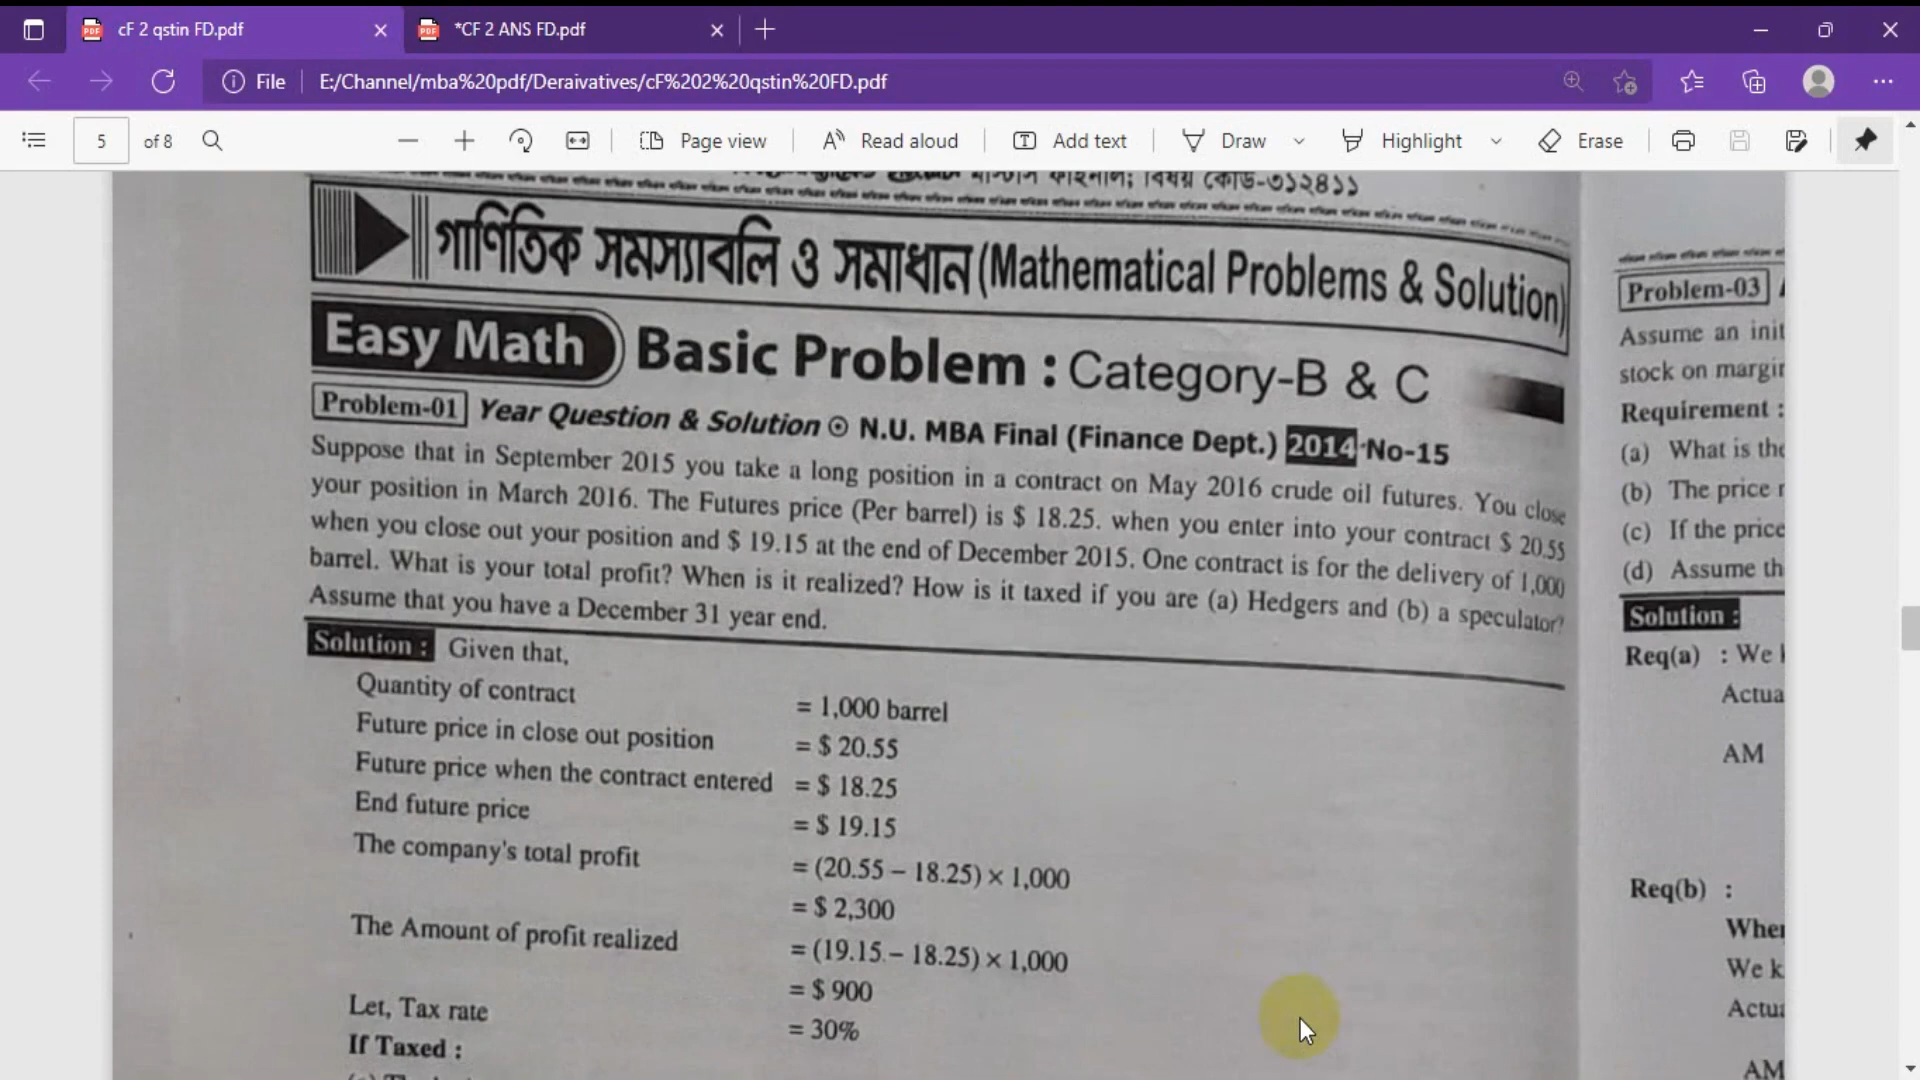 cF 2 qstin FD.pdf
*CF 2 ANS FD.pdf
File
E:/Channel/mba%20pdf/Deraivatives/cF%202%20qstin%20FD.pdf
5 of 8
Page view
Read aloud
Add text
Draw
Highlight
Erase
মাস্টার্স ফাইনাল; বিষয় কোড-৩১২৪১১
গাণিতিক সমস্যাবলি ও সমাধান (Mathematical Problems & Solution)
Easy Math Basic Problem : Category-B & C
Problem-01 Year Question & Solution ⊙ N.U. MBA Final (Finance Dept.) 2014 No-15
Suppose that in September 2015 you take a long position in a contract on May 2016 crude oil futures. You close
your position in March 2016. The Futures price (Per barrel) is $ 18.25. when you enter into your contract $ 20.55
when you close out your position and $ 19.15 at the end of December 2015. One contract is for the delivery of 1,000
barrel. What is your total profit? When is it realized? How is it taxed if you are (a) Hedgers and (b) a speculator?
Assume that you have a December 31 year end.
Solution : Given that,
Quantity of contract = 1,000 barrel
Future price in close out position = $ 20.55
Future price when the contract entered = $ 18.25
End future price = $ 19.15
The company's total profit = (20.55 – 18.25) × 1,000
= $ 2,300
The Amount of profit realized = (19.15 – 18.25) × 1,000
= $ 900
Let, Tax rate = 30%
If Taxed :
Problem-03
Assume an init
stock on margin
Requirement :
(a) What is the
(b) The price
(c) If the price
(d) Assume th
Solution :
Req(a) : We
Actua
AM
Req(b) :
When
We k
Actua
AM